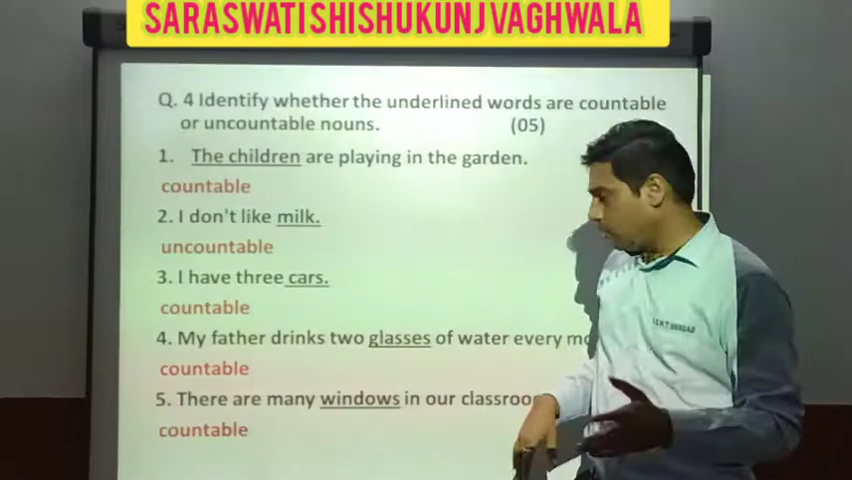 SARASWATI SHISHUKUNJ VAGHWALA
Q. 4 Identify whether the underlined words are countable
or uncountable nouns. (05)
1. The children are playing in the garden.
countable
2. I don't like milk.
uncountable
3. I have three cars.
countable
4. My father drinks two glasses of water every
countable
5. There are many windows in our
countable